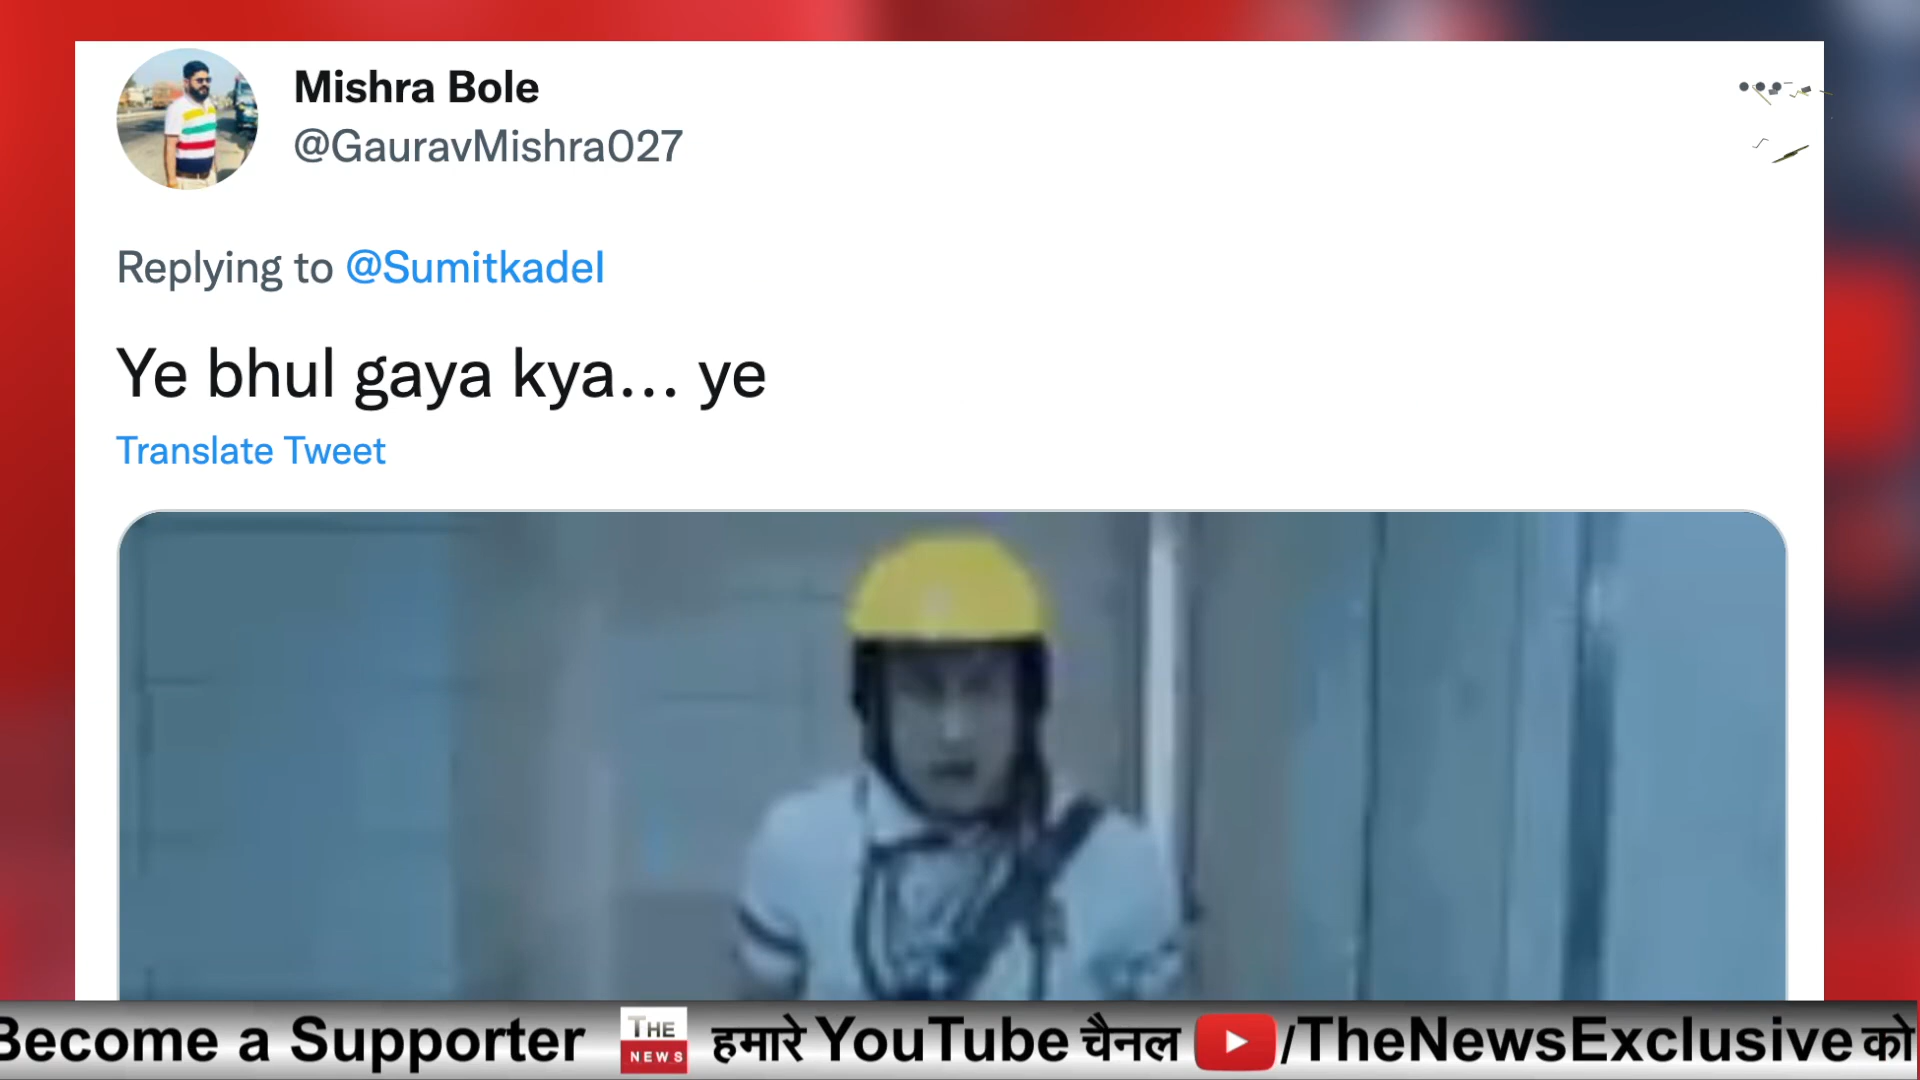 Mishra Bole
@GauravMishra027
Replying to @Sumitkadel
Ye bhul gaya kya... ye
Translate Tweet
Become a Supporter THE NEWS हमारे YouTube चैनल /TheNewsExclusive को